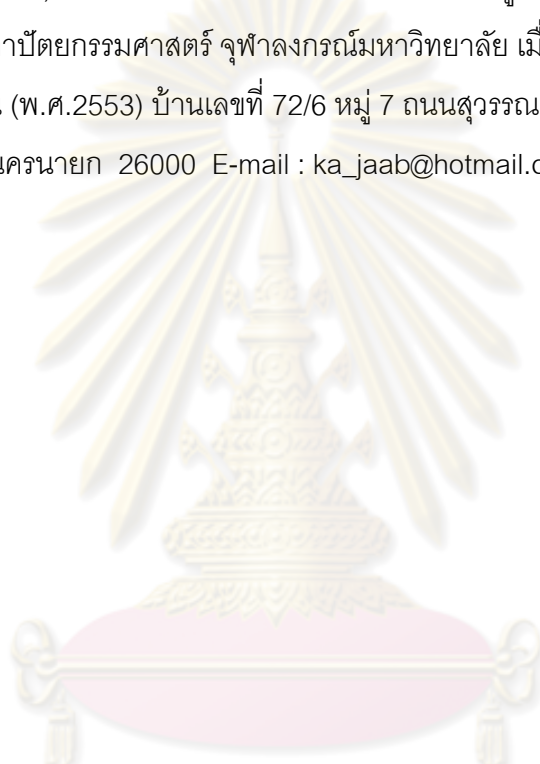 าปัตยกรรมศาสตร์ จุฬาลงกรณ์มหาวิทยาลัย เมื่
(พ.ศ.2553) บ้านเลขที่ 72/6 หมู่ 7 ถนนสุวรรณ
นครนายก 26000 E-mail : ka_jaab@hotmail.c